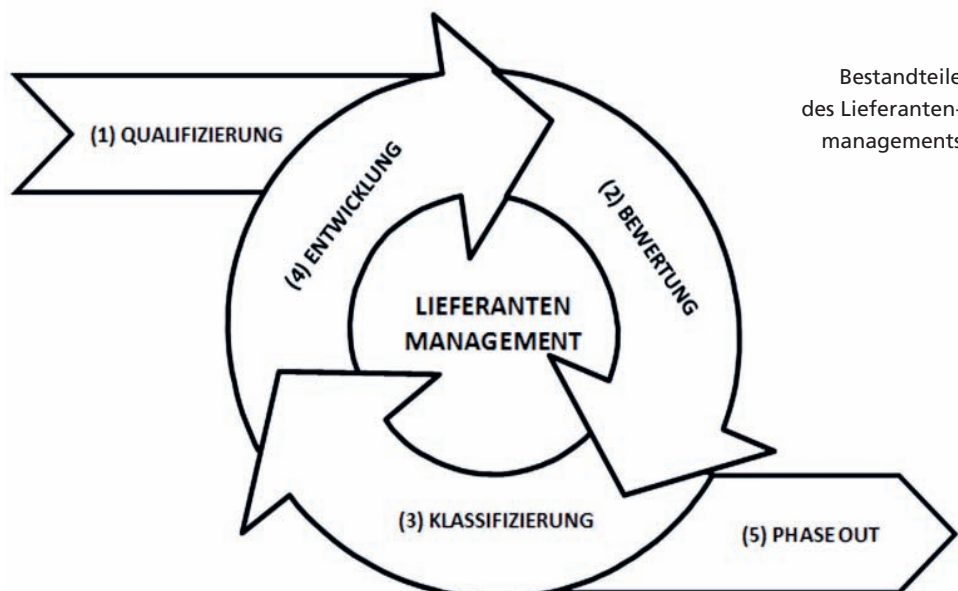 Bestandteile
des Lieferanten-
managements
(1) QUALIFIZIERUNG
(2) BEWERTUNG
(4) ENTWICKLUNG
LIEFERANTEN
MANAGEMENT
(3) KLASSIFIZIERUNG
(5) PHASE OUT